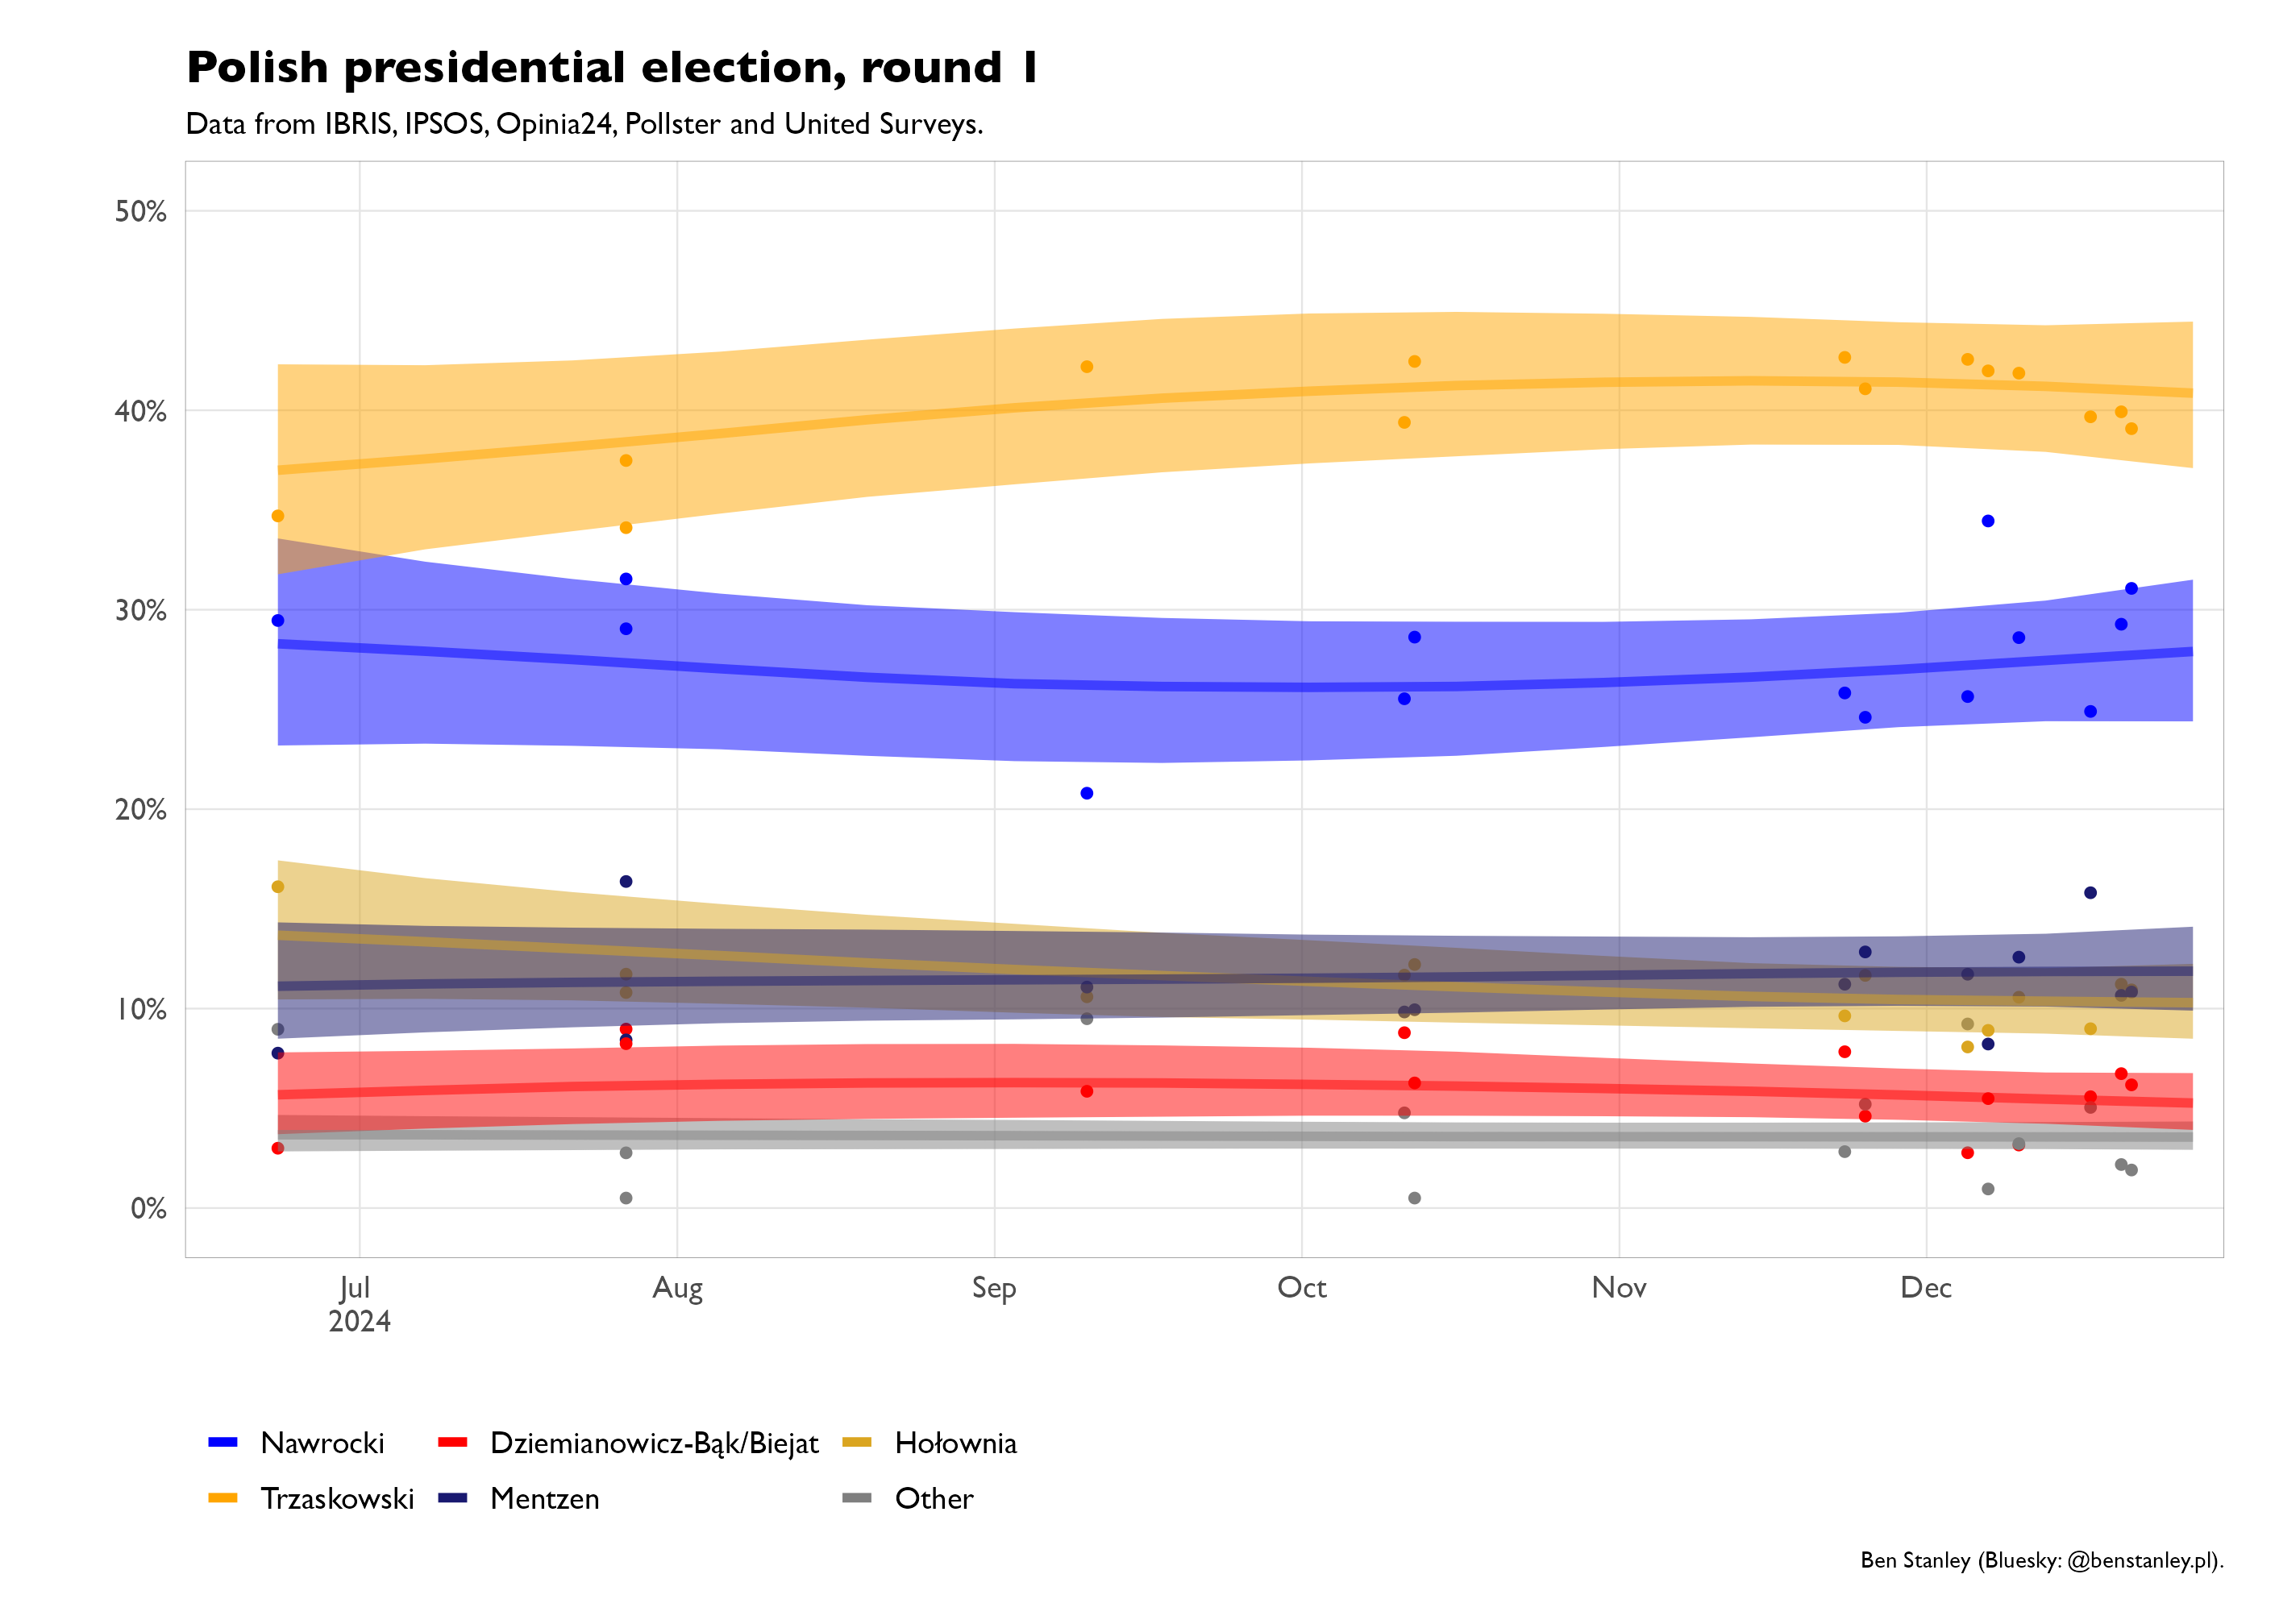 Polish presidential election, round 1
Data from IBRIS, IPSOS, Opinia24, Pollster and United Surveys.
50%
40%
30%
20%
10%
0%
Jul Aug Sep Oct Nov Dec
2024
Nawrocki Dziemianowicz-Bąk/Biejat Hołownia
Trzaskowski Mentzen Other
Ben Stanley (Bluesky: @benstanley.pl).